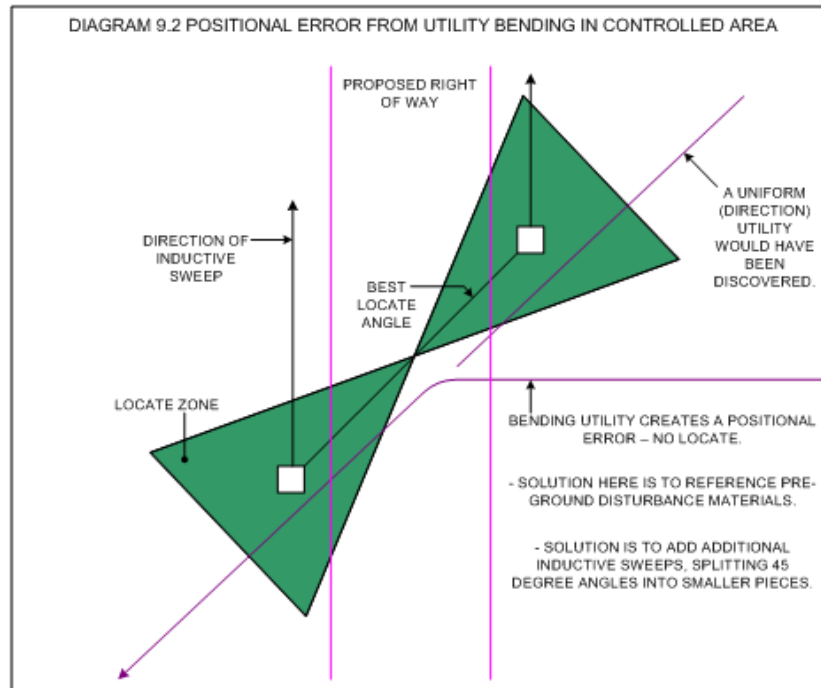 DIAGRAM 9.2 POSITIONAL ERROR FROM UTILITY BENDING IN CONTROLLED AREA
PROPOSED RIGHT
OF WAY
A UNIFORM
(DIRECTION)
UTILITY
WOULD HAVE
BEEN
DISCOVERED.
DIRECTION OF
INDUCTIVE
SWEEP
BEST
LOCATE
ANGLE
LOCATE ZONE
BENDING UTILITY CREATES A POSITIONAL
ERROR – NO LOCATE.
- SOLUTION HERE IS TO REFERENCE PRE-
GROUND DISTURBANCE MATERIALS.
- SOLUTION IS TO ADD ADDITIONAL
INDUCTIVE SWEEPS, SPLITTING 45
DEGREE ANGLES INTO SMALLER PIECES.